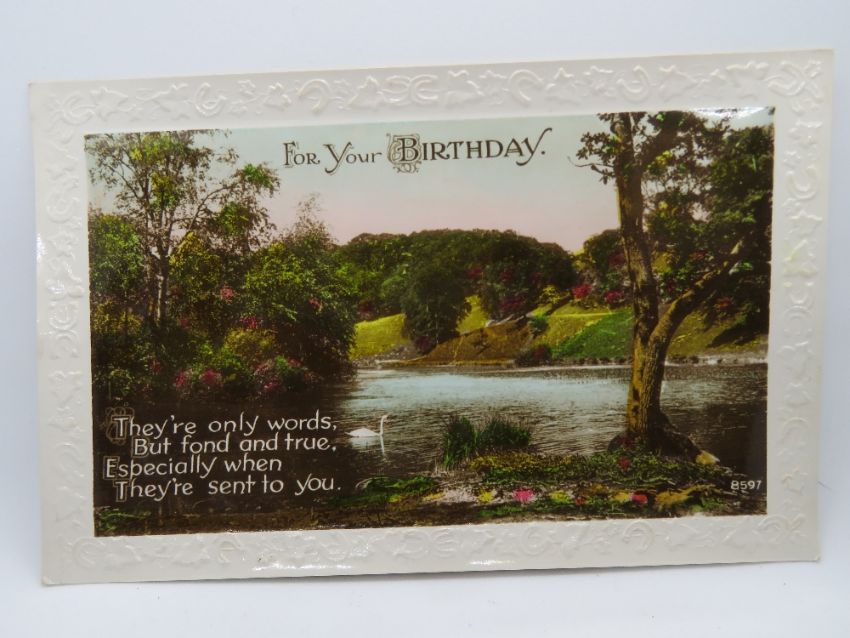 For Your Birthday.
They're only words,
But fond and true,
Especially when
They're sent to you.
8597